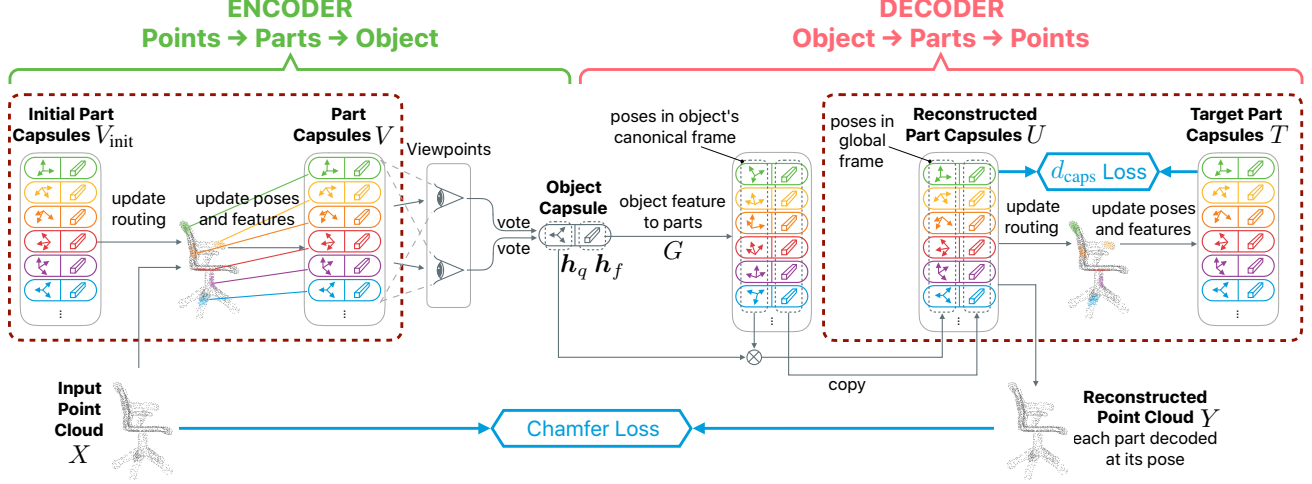 ENCODER
Points → Parts → Object
DECODER
Object → Parts → Points
Initial Part
Capsules V_init
update
routing
update poses
and features
Part
Capsules V
Viewpoints
vote
vote
Object
Capsule
h_q h_f
object feature
to parts
G
poses in object's
canonical frame
poses in
global
frame
Reconstructed
Part Capsules U
d_caps Loss
update
routing
update poses
and features
Target Part
Capsules T
...
...
...
...
copy
Input
Point
Cloud
X
Chamfer Loss
Reconstructed
Point Cloud Y
each part decoded
at its pose